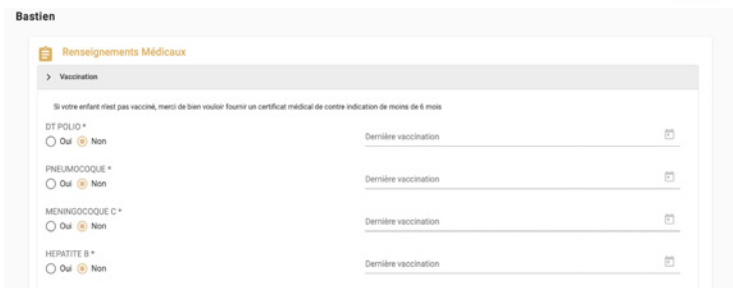 Bastien
Renseignements Médicaux
Vaccination
Si votre enfant n'est pas vacciné, merci de bien vouloir fournir un certificat médical de contre indication de moins de 6 mois
DT POLIO *
Oui Non Dernière vaccination
PNEUMOCOQUE *
Oui Non Dernière vaccination
MENINGOCOQUE C *
Oui Non Dernière vaccination
HEPATITE B *
Oui Non Dernière vaccination